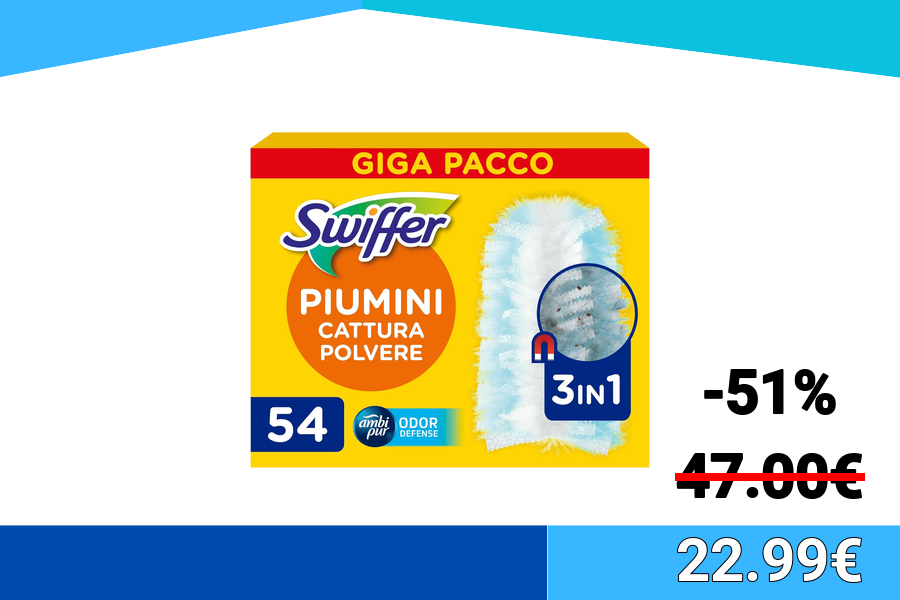 GIGA PACCO
Swiffer
PIUMINI
CATTURA
POLVERE
3IN1
54
ambi
pur
ODOR
DEFENSE
-51%
47.00€
22.99€